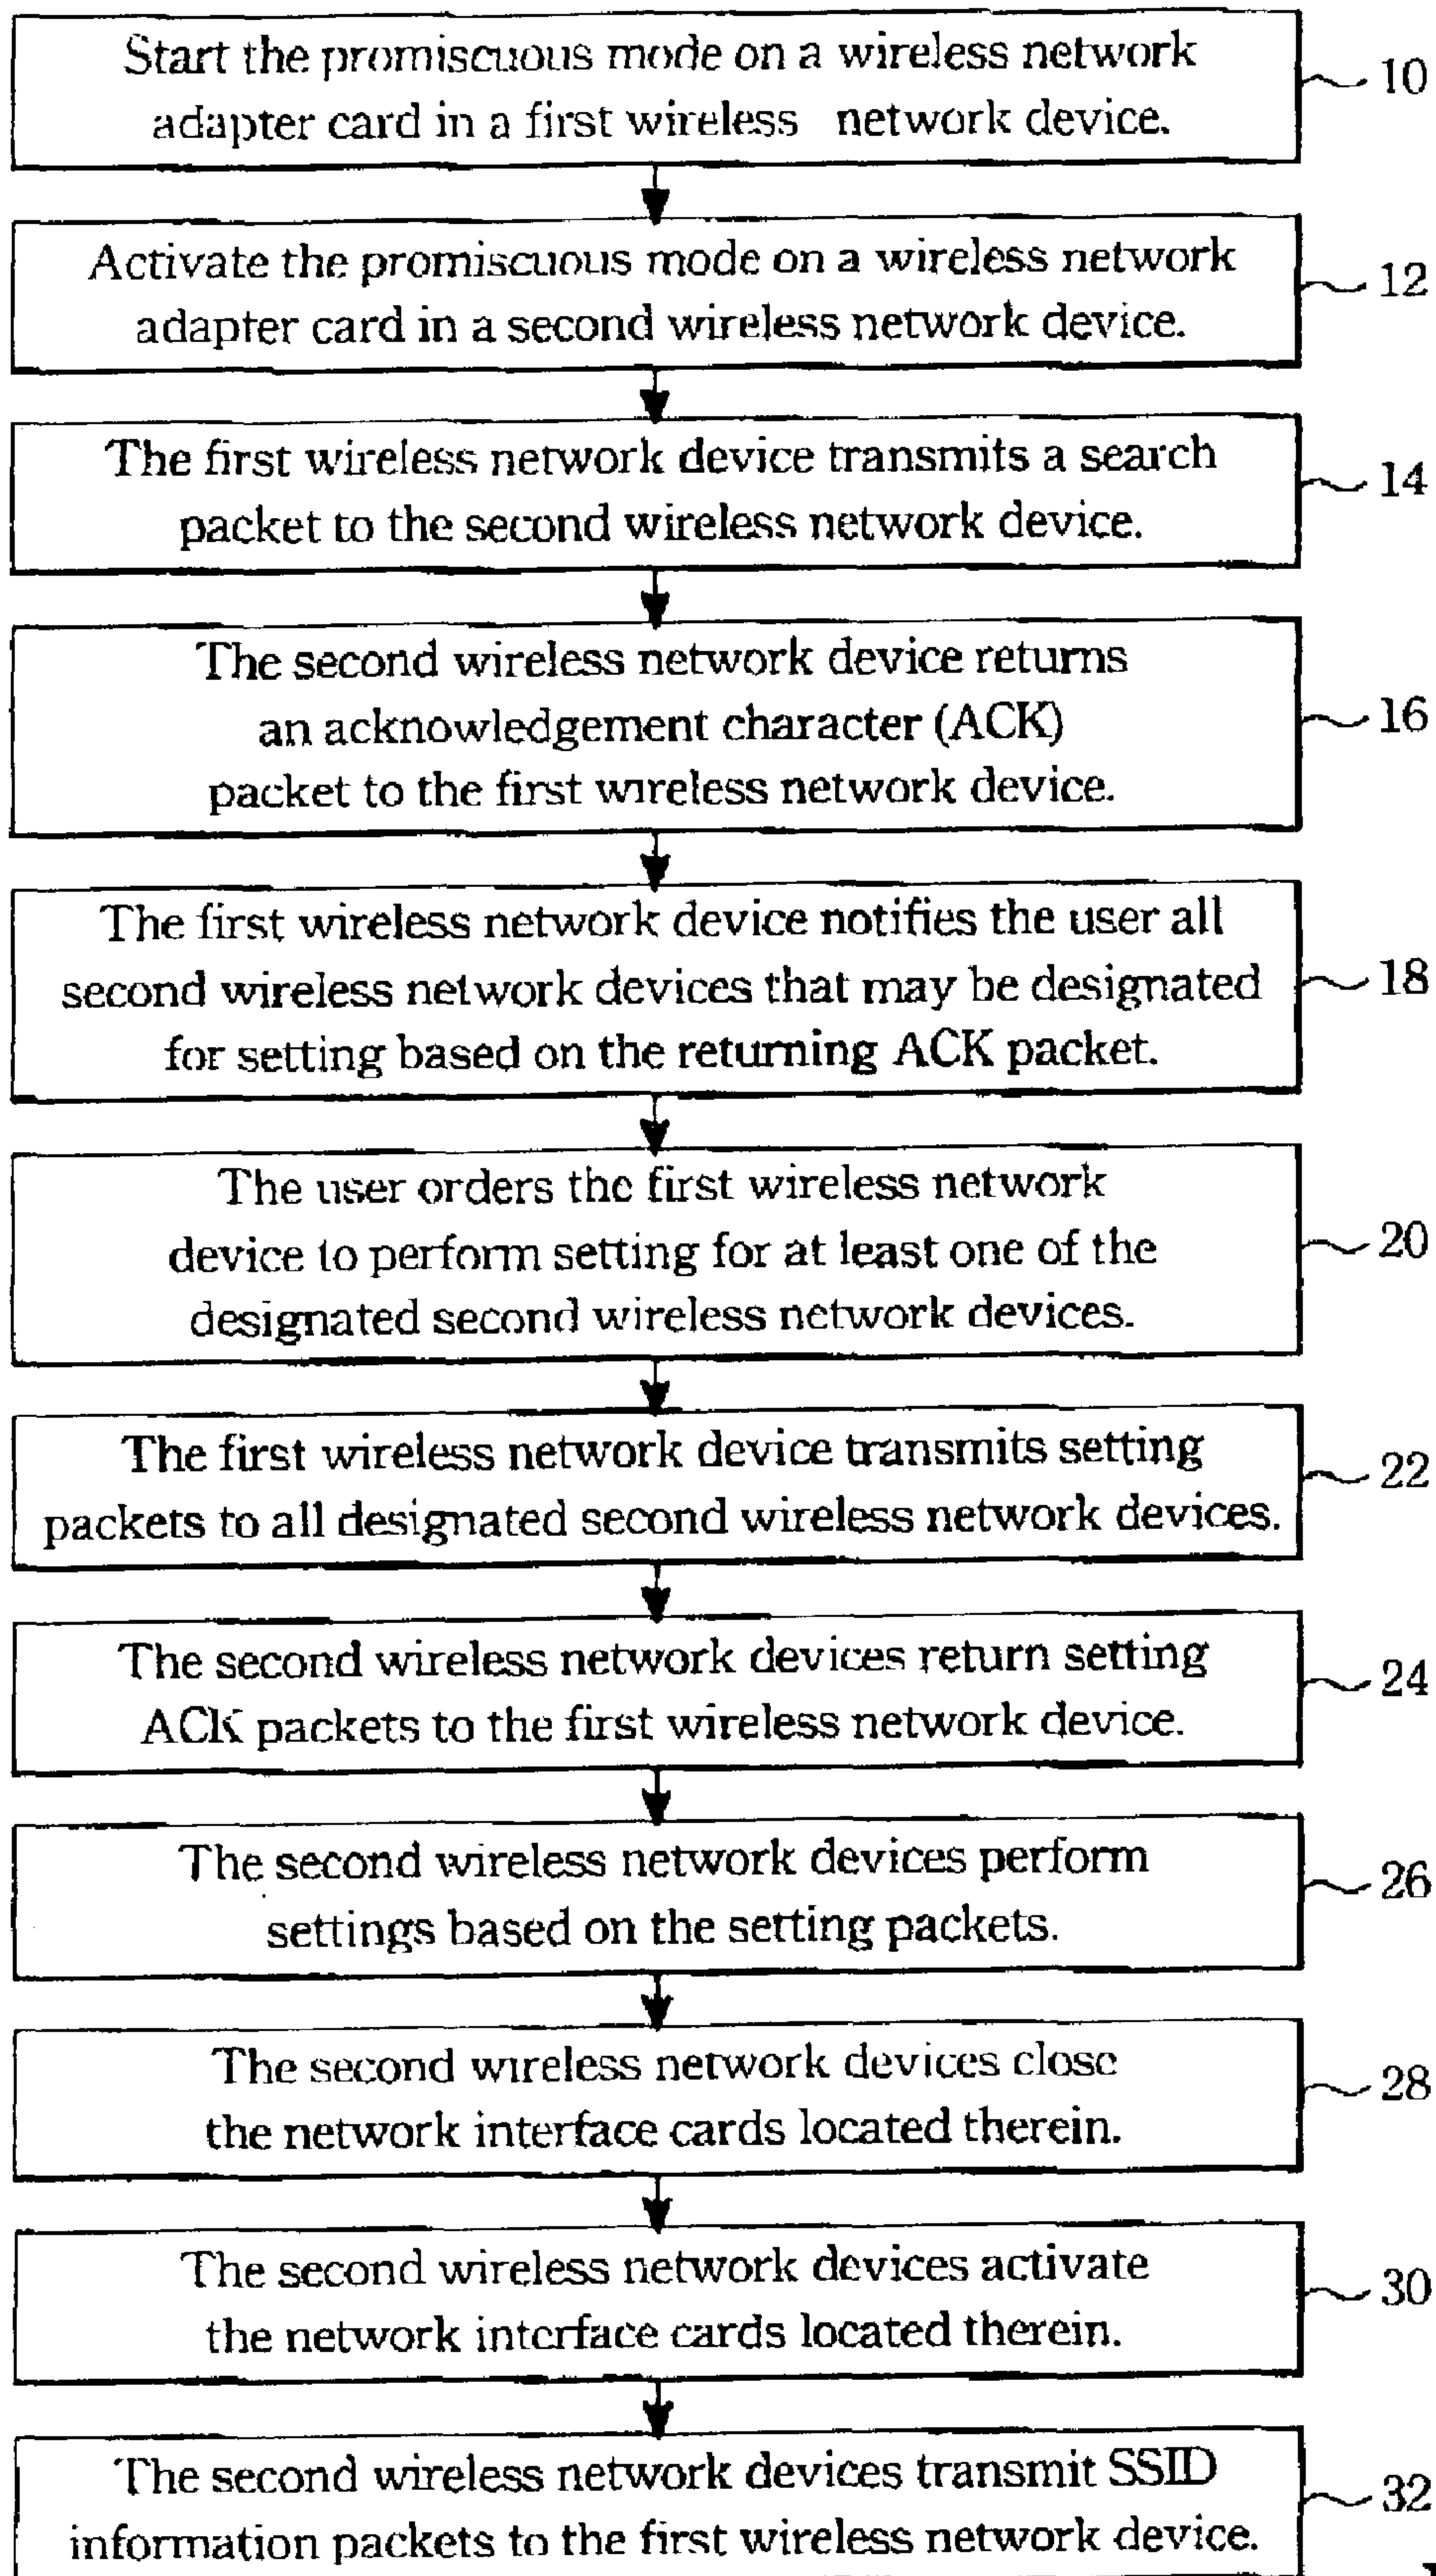 Start the promiscuous mode on a wireless network
adapter card in a first wireless network device.
10
Activate the promiscuous mode on a wireless network
adapter card in a second wireless network device.
12
The first wireless network device transmits a search
packet to the second wireless network device.
14
The second wireless network device returns
an acknowledgement character (ACK)
packet to the first wireless network device.
16
The first wireless network device notifies the user all
second wireless network devices that may be designated
for setting based on the returning ACK packet.
18
The user orders the first wireless network
device to perform setting for at least one of the
designated second wireless network devices.
20
The first wireless network device transmits setting
packets to all designated second wireless network devices.
22
The second wireless network devices return setting
ACK packets to the first wireless network device.
24
The second wireless network devices perform
settings based on the setting packets.
26
The second wireless network devices close
the network interface cards located therein.
28
The second wireless network devices activate
the network interface cards located therein.
30
The second wireless network devices transmit SSID
information packets to the first wireless network device.
32